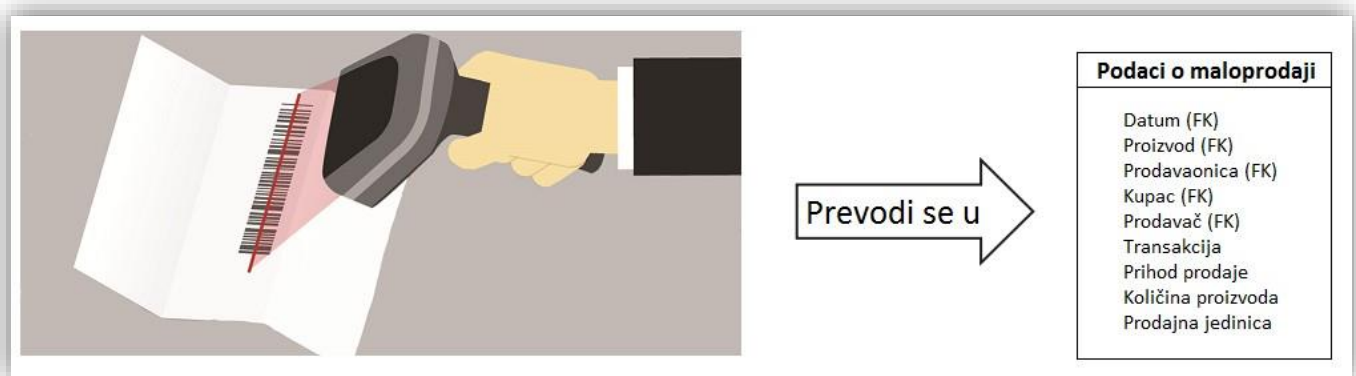 Prevodi se u
Podaci o maloprodaji
Datum (FK)
Proizvod (FK)
Prodavaonica (FK)
Kupac (FK)
Prodavač (FK)
Transakcija
Prihod prodaje
Količina proizvoda
Prodajna jedinica